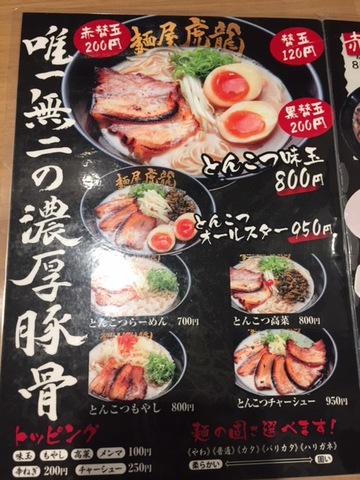 唯一無二の濃厚豚骨
赤替玉
200円
麺屋虎龍
替玉
120円
黒替玉
200円
とんこつ味玉
800円
麺屋虎龍
とんこつ
オールスター 950円
とんこつらーめん 700円
とんこつ高菜 800円
とんこつもやし 800円
とんこつチャーシュー 950円
トッピング
味玉 もやし 高菜 メンマ 100円
辛ねぎ 200円 チャーシュー 250円
麺の固さ選べます!
《やわ》《普通》《カタ》《バリカタ》《ハリガネ》
柔らかい 固い
赤